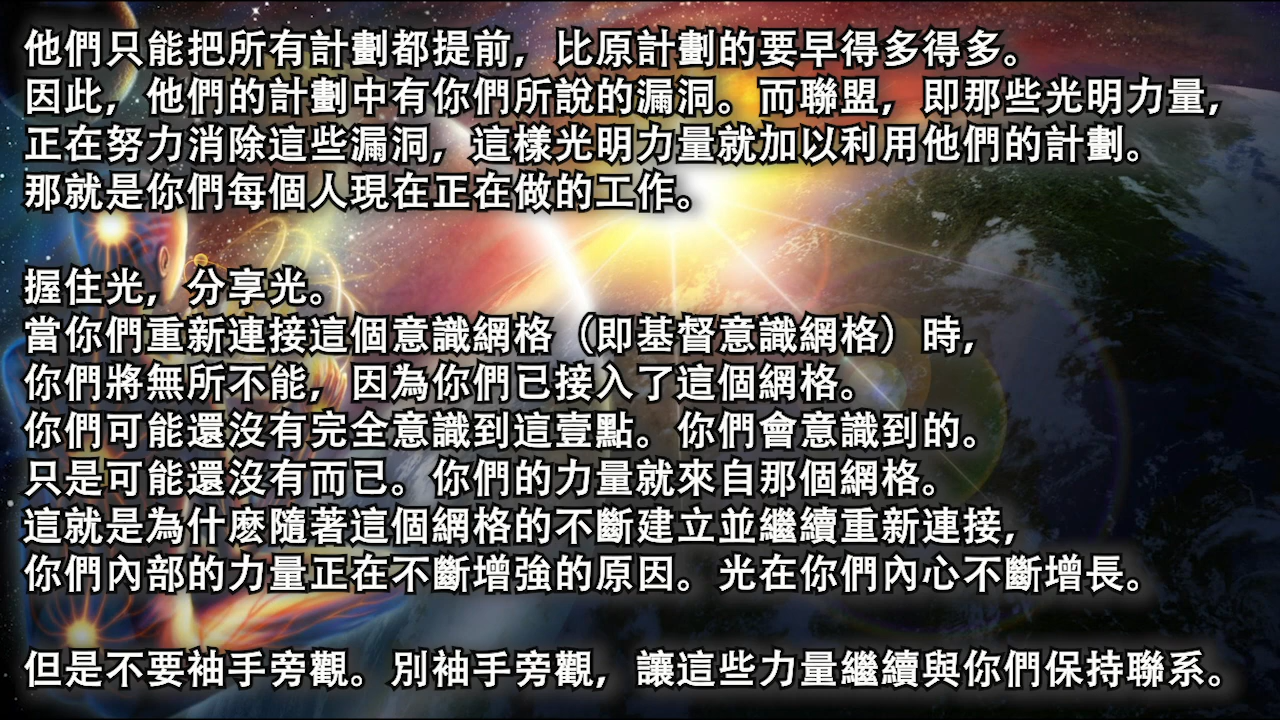 他們只能把所有計劃都提前，比原計劃的要早得多得多。
因此，他們的計劃中有你們所說的漏洞。而聯盟，即那些光明力量，
正在努力消除這些漏洞，這樣光明力量就加以利用他們的計劃。
那就是你們每個人現在正在做的工作。
握住光，分享光。
當你們重新連接這個意識網格（即基督意識網格）時，
你們將無所不能，因為你們已接入了這個網格。
你們可能還沒有完全意識到這壹點。你們會意識到的。
只是可能還沒有而已。你們的力量就來自那個網格。
這就是為什麽隨著這個網格的不斷建立並繼續重新連接，
你們內部的力量正在不斷增強的原因。光在你們內心不斷增長。
但是不要袖手旁觀。別袖手旁觀，讓這些力量繼續與你們保持聯系。